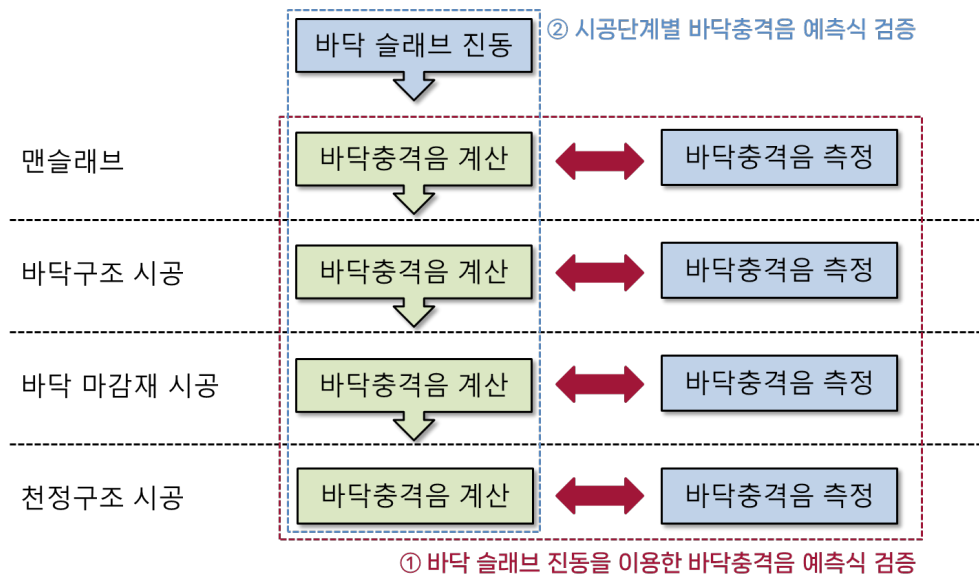 바닥 슬래브 진동
② 시공단계별 바닥충격음 예측식 검증
맨슬래브
바닥충격음 계산
바닥충격음 측정
바닥구조 시공
바닥충격음 계산
바닥충격음 측정
바닥 마감재 시공
바닥충격음 계산
바닥충격음 측정
천정구조 시공
바닥충격음 계산
바닥충격음 측정
① 바닥 슬래브 진동을 이용한 바닥충격음 예측식 검증